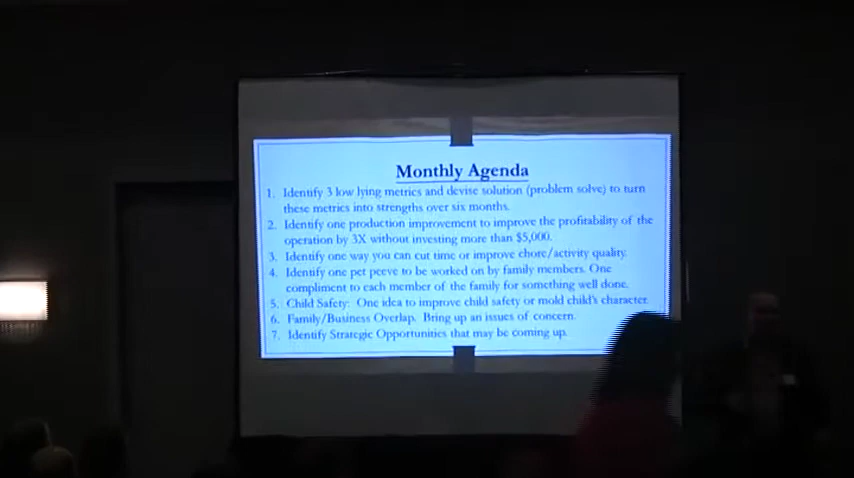 Monthly Agenda
1. Identify 3 low lying metrics and devise solution (problem solve) to turn
these metrics into strengths over six months.
2. Identify one production improvement to improve the profitability of the
operation by 3X without investing more than $5,000.
3. Identify one way you can cut time or improve chore/activity quality.
4. Identify one pet peeve to be worked on by family members. One
compliment to each member of the family for something well done.
5. Child Safety: One idea to improve child safety or mold child's character.
6. Family/Business Overlap. Bring up an issues of concern.
7. Identify Strategic Opportunities that may be coming up.